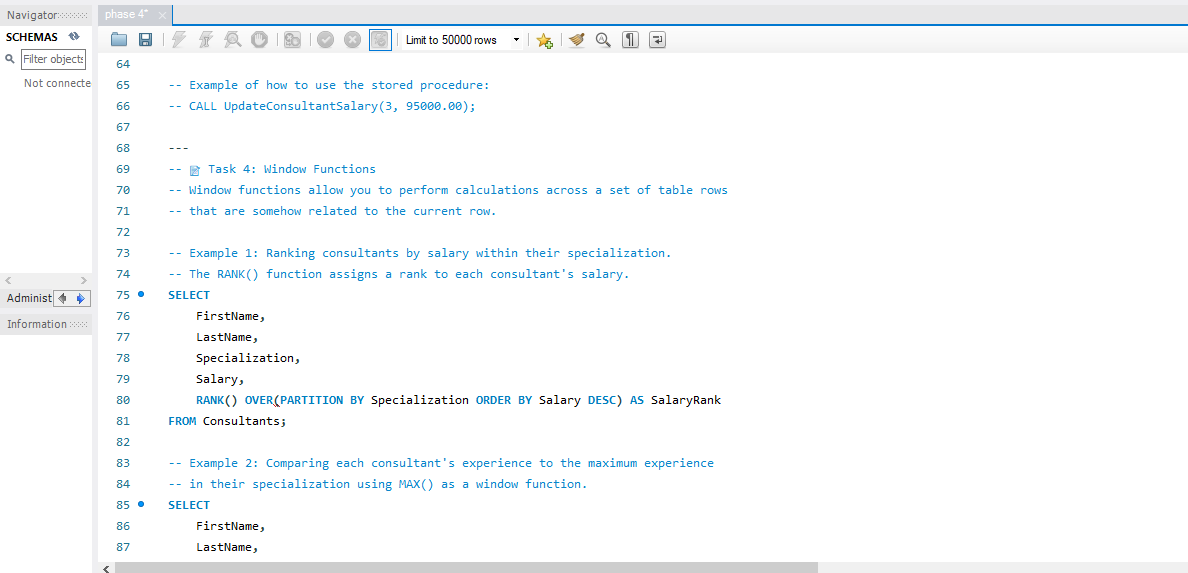 Navigator
SCHEMAS
Filter objects
Not connecte
Administ
Information
phase 4*
Limit to 50000 rows
64
65 -- Example of how to use the stored procedure:
66 -- CALL UpdateConsultantSalary(3, 95000.00);
67
68 ---
69 -- Task 4: Window Functions
70 -- Window functions allow you to perform calculations across a set of table rows
71 -- that are somehow related to the current row.
72
73 -- Example 1: Ranking consultants by salary within their specialization.
74 -- The RANK() function assigns a rank to each consultant's salary.
75 SELECT
76 FirstName,
77 LastName,
78 Specialization,
79 Salary,
80 RANK() OVER(PARTITION BY Specialization ORDER BY Salary DESC) AS SalaryRank
81 FROM Consultants;
82
83 -- Example 2: Comparing each consultant's experience to the maximum experience
84 -- in their specialization using MAX() as a window function.
85 SELECT
86 FirstName,
87 LastName,